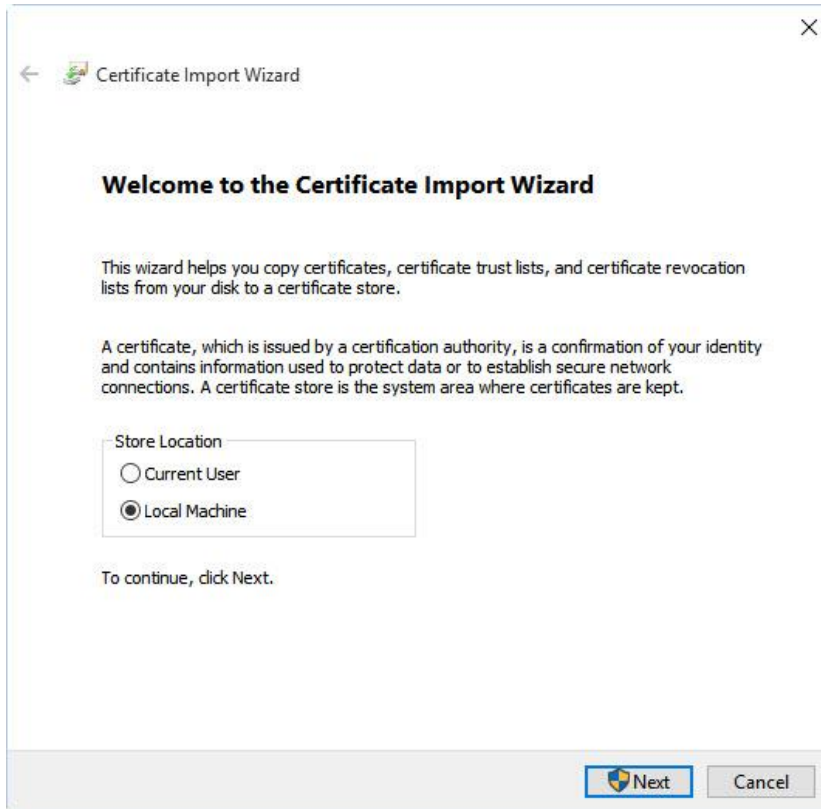 Certificate Import Wizard
Welcome to the Certificate Import Wizard
This wizard helps you copy certificates, certificate trust lists, and certificate revocation
lists from your disk to a certificate store.
A certificate, which is issued by a certification authority, is a confirmation of your identity
and contains information used to protect data or to establish secure network
connections. A certificate store is the system area where certificates are kept.
Store Location
Current User
Local Machine
To continue, click Next.
Next Cancel